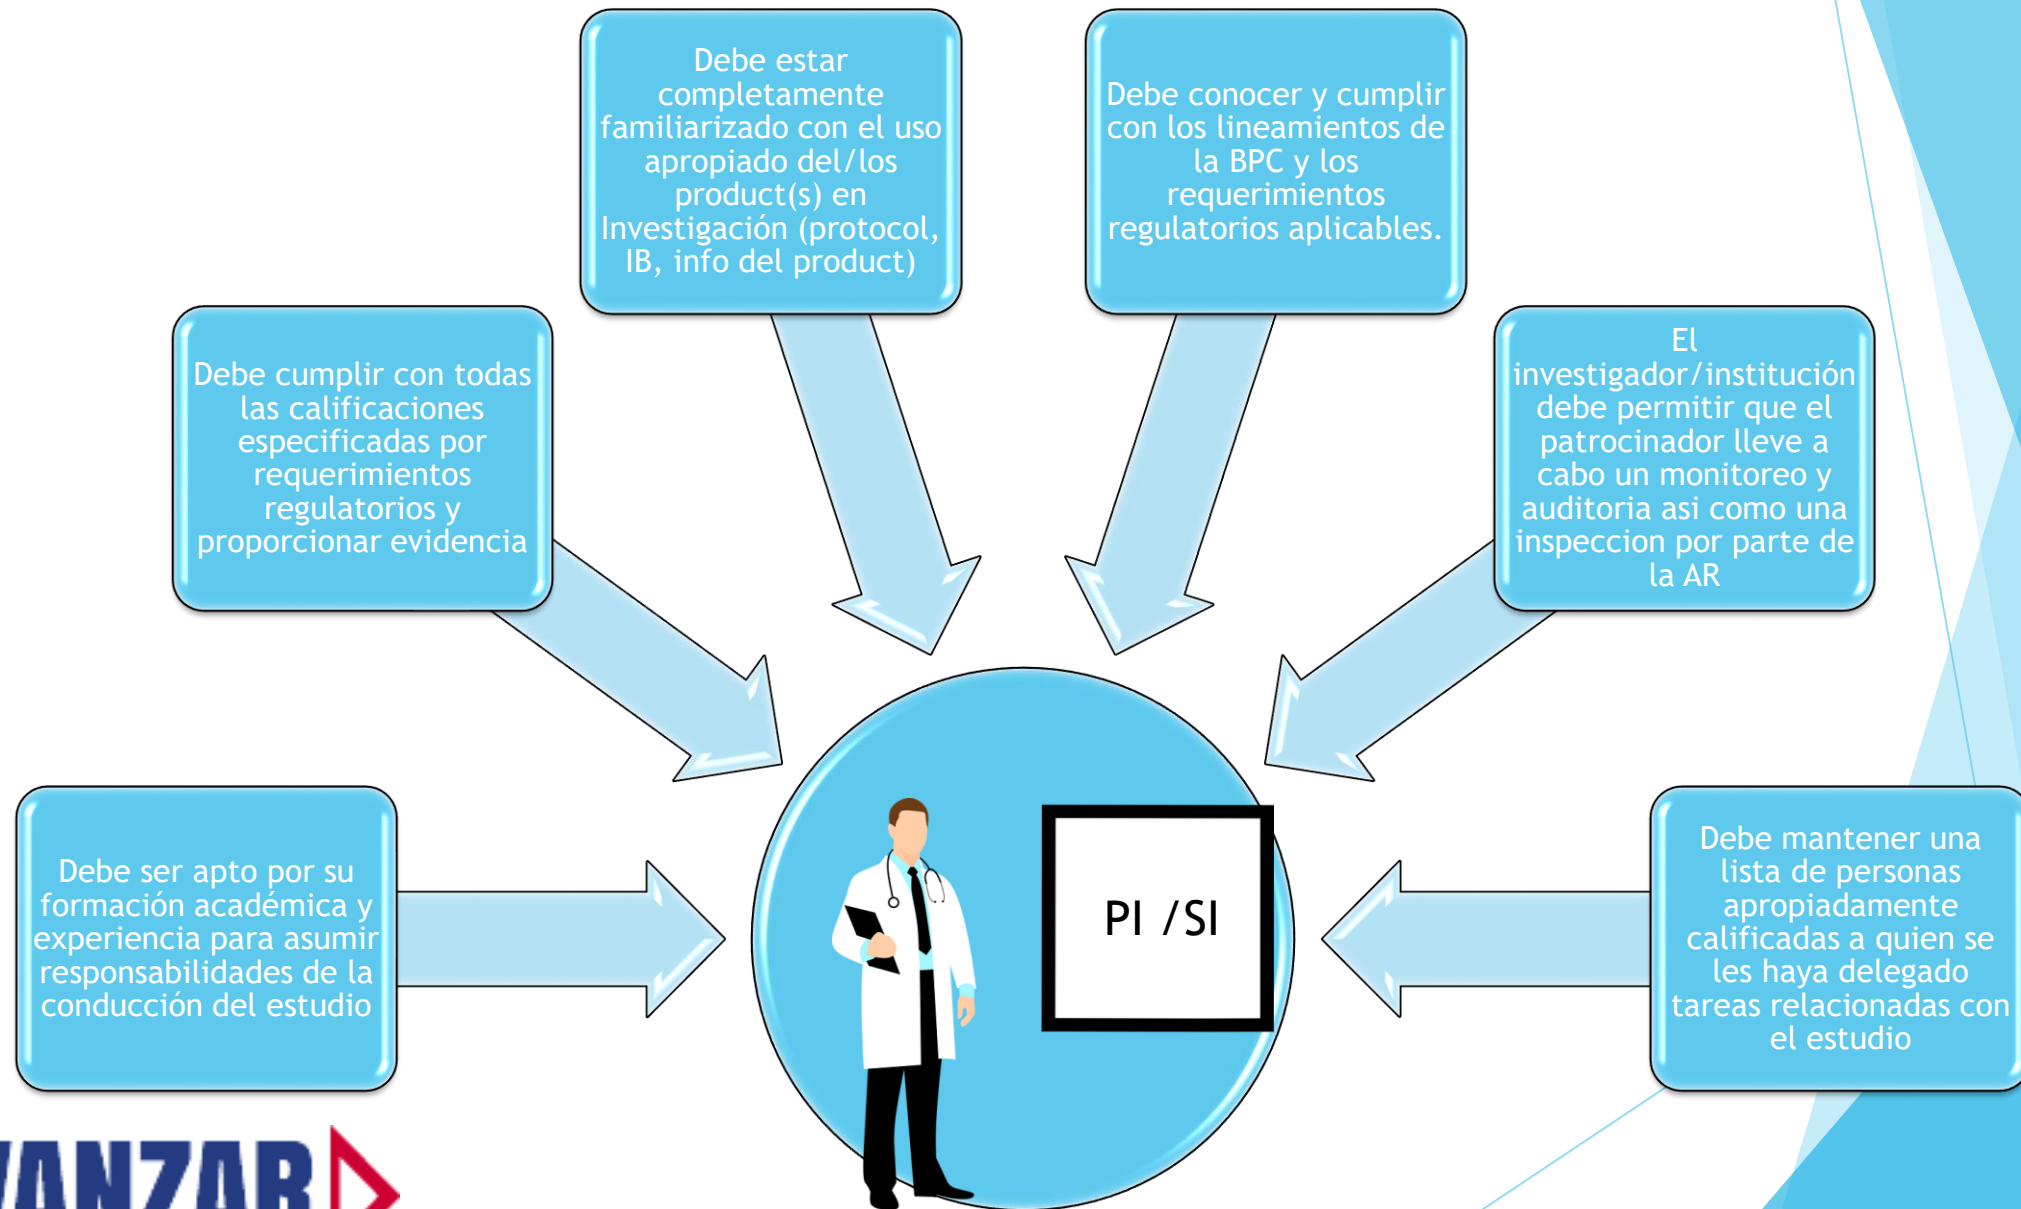 Debe estar
completamente
familiarizado con el uso
apropiado del/los
product(s) en
Investigación (protocol,
IB, info del product)
Debe conocer y cumplir
con los lineamientos de
la BPC y los
requerimientos
regulatorios aplicables.
Debe cumplir con todas
las calificaciones
especificadas por
requerimientos
regulatorios y
proporcionar evidencia
El
investigador/institución
debe permitir que el
patrocinador lleve a
cabo un monitoreo y
auditoria asi como una
inspeccion por parte de
la AR
Debe ser apto por su
formación académica y
experiencia para asumir
responsabilidades de la
conducción del estudio
PI /SI
Debe mantener una
lista de personas
apropiadamente
calificadas a quien se
les haya delegado
tareas relacionadas con
el estudio
VANZAR